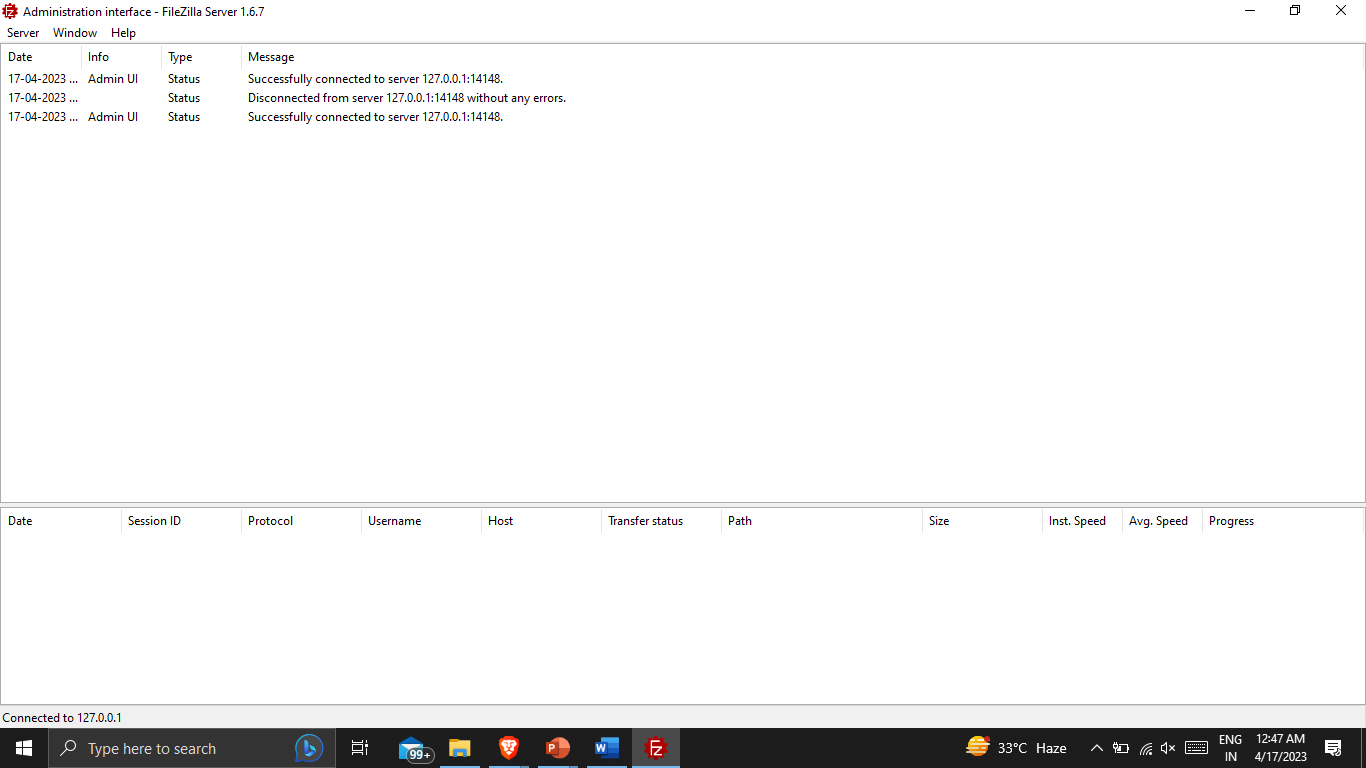 Administration interface - FileZilla Server 1.6.7
Server Window Help
Date Info Type Message
17-04-2023 ... Admin UI Status Successfully connected to server 127.0.0.1:14148.
17-04-2023 ... Status Disconnected from server 127.0.0.1:14148 without any errors.
17-04-2023 ... Admin UI Status Successfully connected to server 127.0.0.1:14148.
Date Session ID Protocol Username Host Transfer status Path Size Inst. Speed Avg. Speed Progress
Connected to 127.0.0.1
Type here to search 99+ 33°C Haze ENG IN 12:47 AM 4/17/2023